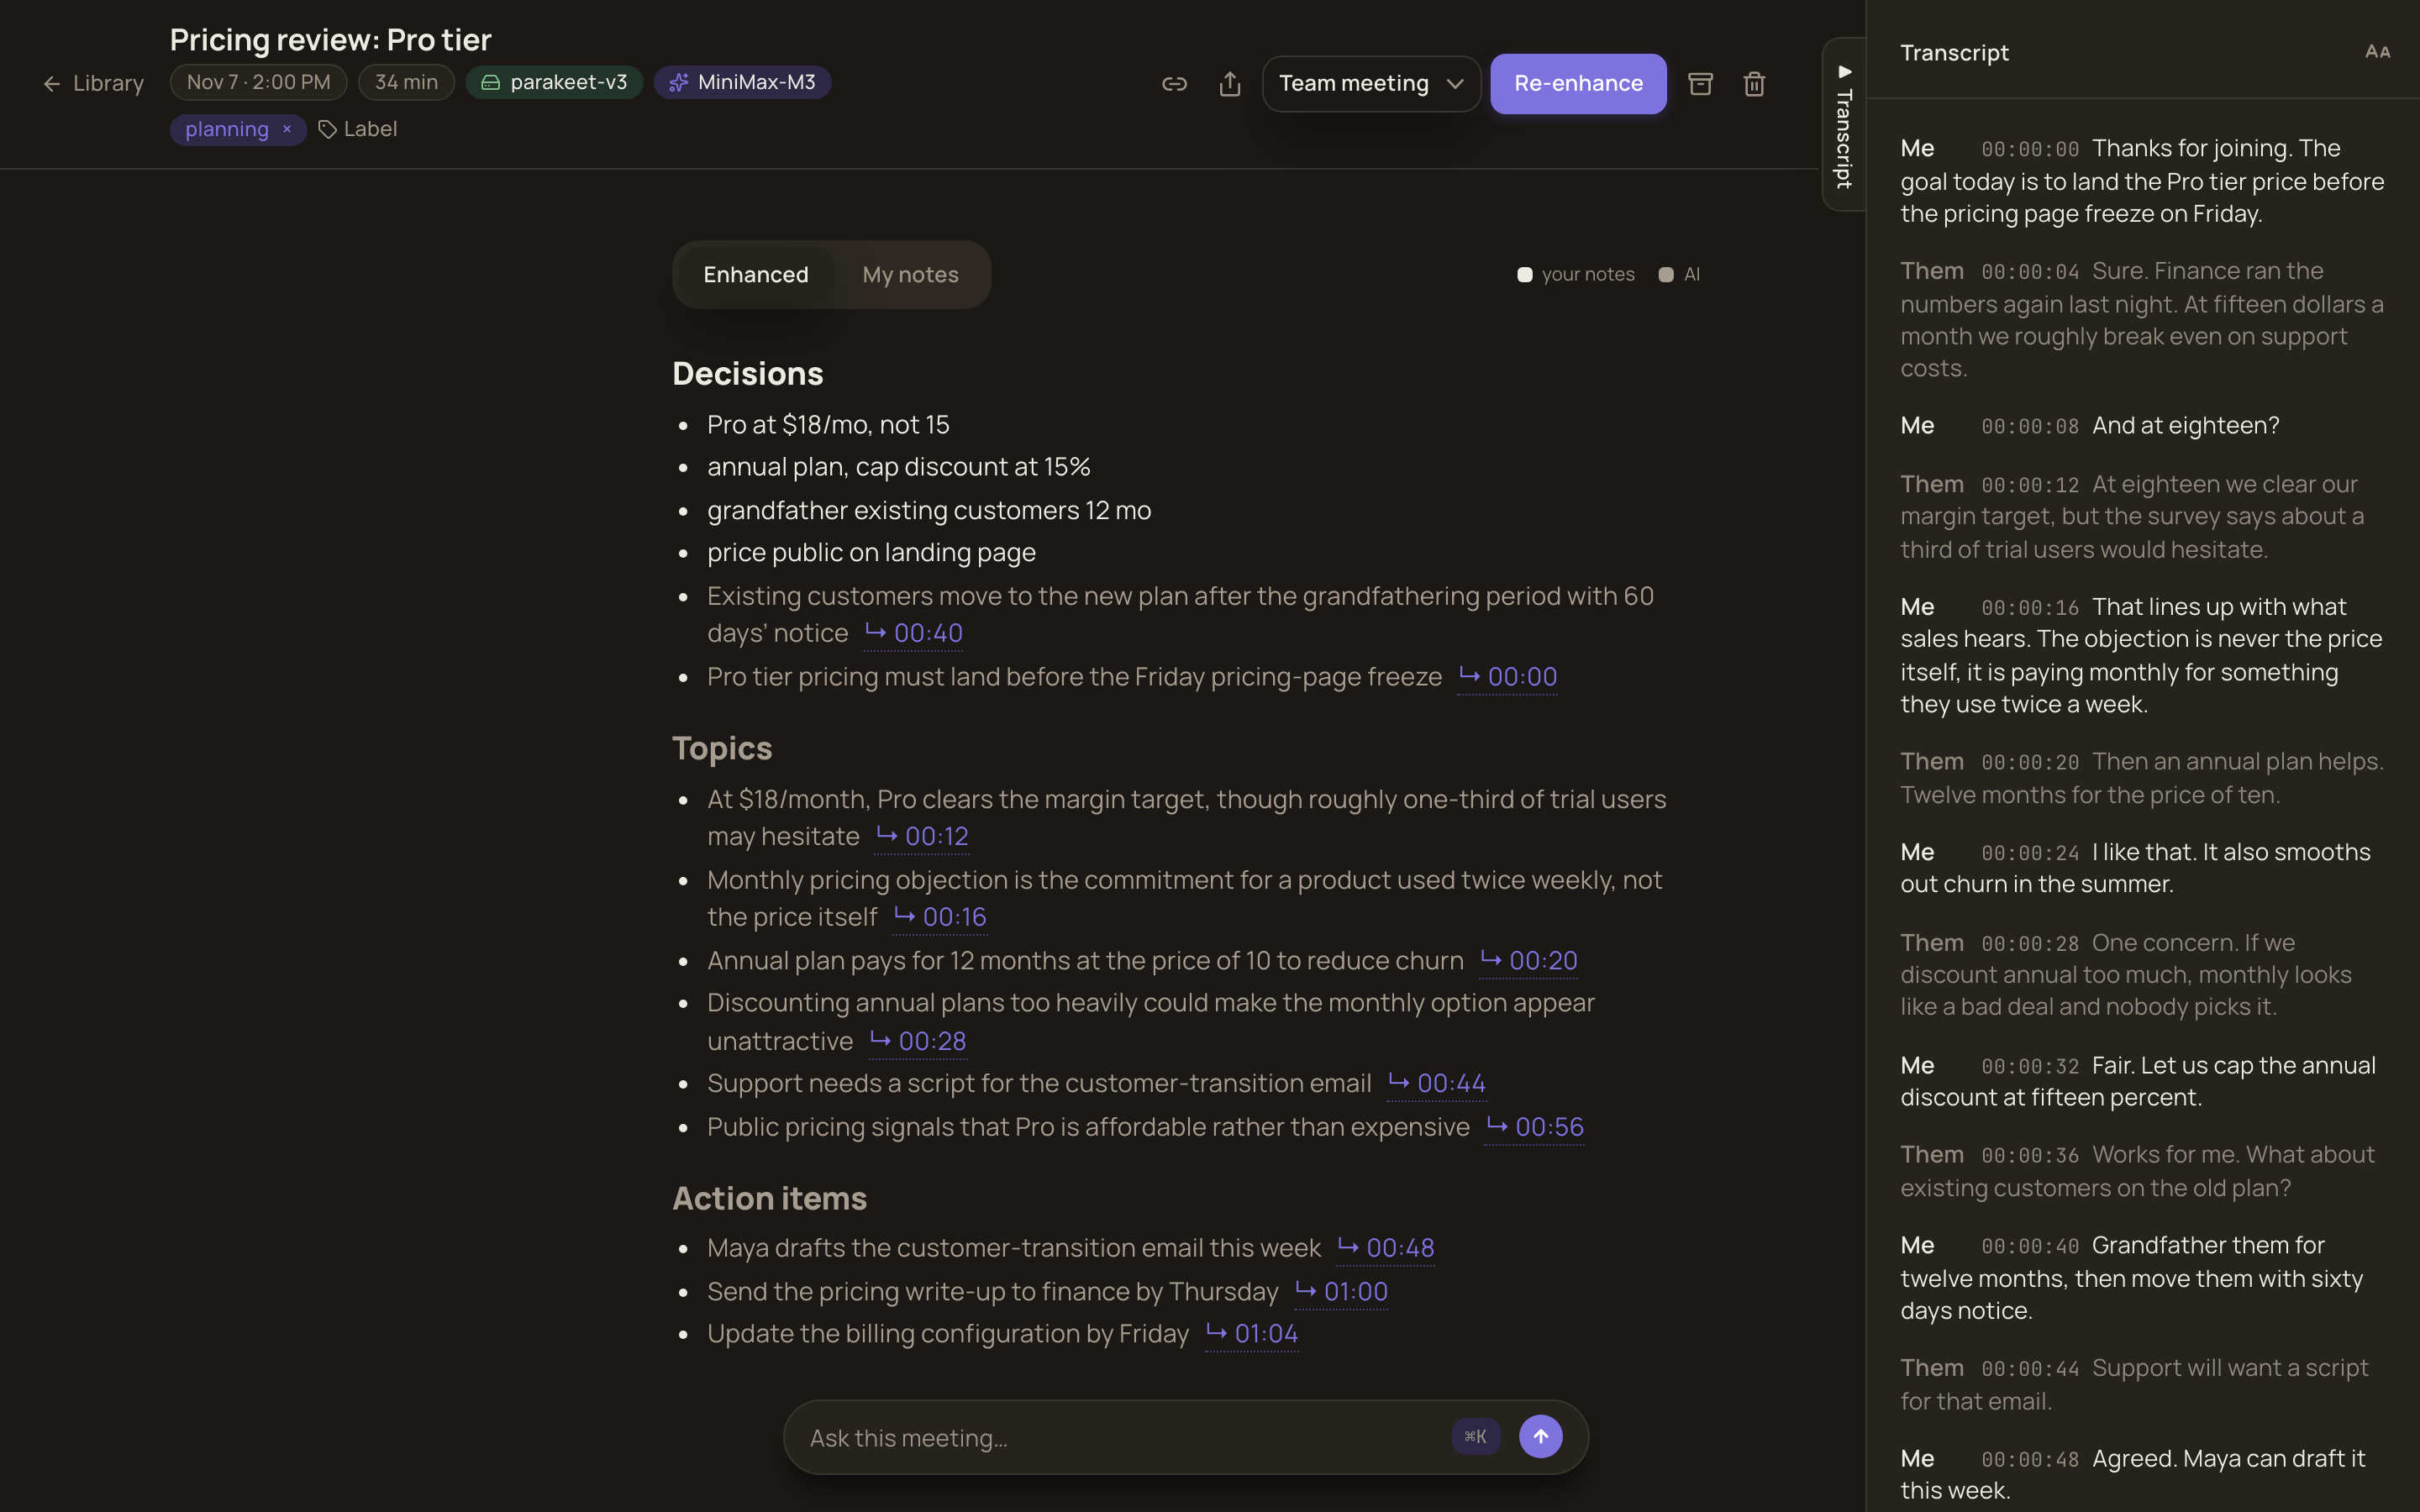 Pricing review: Pro tier
← Library
Nov 7 · 2:00 PM
34 min
parakeet-v3
MiniMax-M3
planning ×
Label
Team meeting
Re-enhance
▶ Transcript
Enhanced
My notes
your notes
AI
Decisions
• Pro at $18/mo, not 15
• annual plan, cap discount at 15%
• grandfather existing customers 12 mo
• price public on landing page
• Existing customers move to the new plan after the grandfathering period with 60
days’ notice ↳ 00:40
• Pro tier pricing must land before the Friday pricing-page freeze ↳ 00:00
Topics
• At $18/month, Pro clears the margin target, though roughly one-third of trial users
may hesitate ↳ 00:12
• Monthly pricing objection is the commitment for a product used twice weekly, not
the price itself ↳ 00:16
• Annual plan pays for 12 months at the price of 10 to reduce churn ↳ 00:20
• Discounting annual plans too heavily could make the monthly option appear
unattractive ↳ 00:28
• Support needs a script for the customer-transition email ↳ 00:44
• Public pricing signals that Pro is affordable rather than expensive ↳ 00:56
Action items
• Maya drafts the customer-transition email this week ↳ 00:48
• Send the pricing write-up to finance by Thursday ↳ 01:00
• Update the billing configuration by Friday ↳ 01:04
Ask this meeting…
⌘K
Transcript
AA
Me 00:00:00 Thanks for joining. The
goal today is to land the Pro tier price before
the pricing page freeze on Friday.
Them 00:00:04 Sure. Finance ran the
numbers again last night. At fifteen dollars a
month we roughly break even on support
costs.
Me 00:00:08 And at eighteen?
Them 00:00:12 At eighteen we clear our
margin target, but the survey says about a
third of trial users would hesitate.
Me 00:00:16 That lines up with what
sales hears. The objection is never the price
itself, it is paying monthly for something
they use twice a week.
Them 00:00:20 Then an annual plan helps.
Twelve months for the price of ten.
Me 00:00:24 I like that. It also smooths
out churn in the summer.
Them 00:00:28 One concern. If we
discount annual too much, monthly looks
like a bad deal and nobody picks it.
Me 00:00:32 Fair. Let us cap the annual
discount at fifteen percent.
Them 00:00:36 Works for me. What about
existing customers on the old plan?
Me 00:00:40 Grandfather them for
twelve months, then move them with sixty
days notice.
Them 00:00:44 Support will want a script
for that email.
Me 00:00:48 Agreed. Maya can draft it
this week.